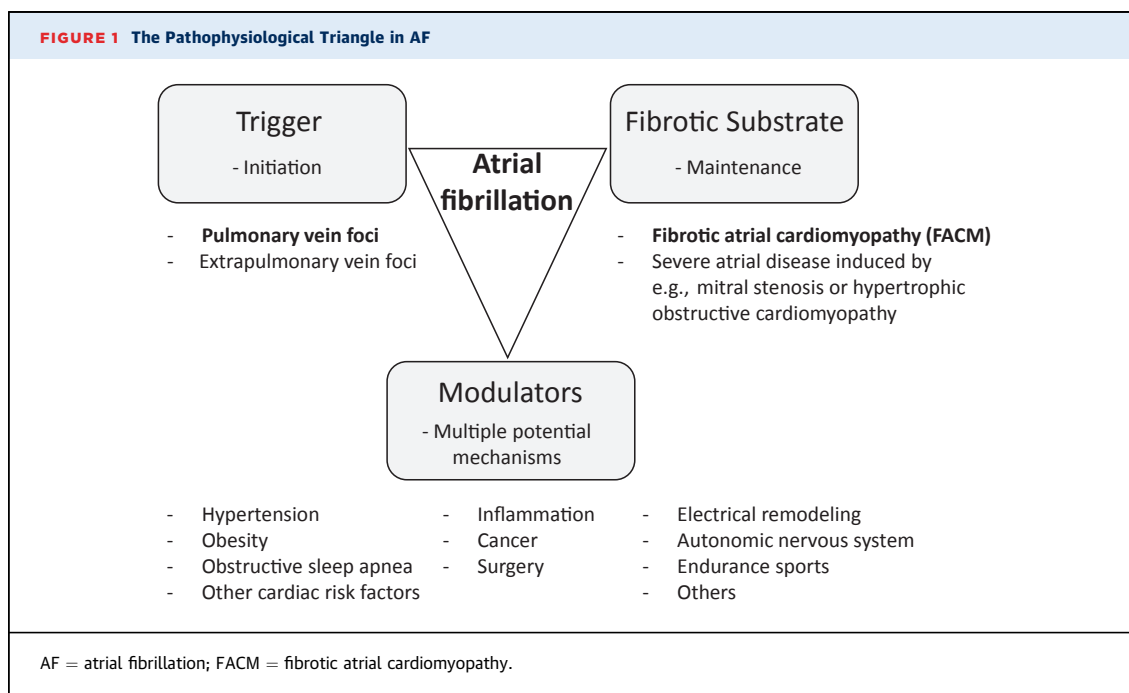 FIGURE 1 The Pathophysiological Triangle in AF
Trigger
- Initiation
Fibrotic Substrate
- Maintenance
Atrial
fibrillation
- Pulmonary vein foci
- Extrapulmonary vein foci
- Fibrotic atrial cardiomyopathy (FACM)
- Severe atrial disease induced by
e.g., mitral stenosis or hypertrophic
obstructive cardiomyopathy
Modulators
- Multiple potential
mechanisms
- Hypertension
- Obesity
- Obstructive sleep apnea
- Other cardiac risk factors
- Inflammation
- Cancer
- Surgery
- Electrical remodeling
- Autonomic nervous system
- Endurance sports
- Others
AF = atrial fibrillation; FACM = fibrotic atrial cardiomyopathy.